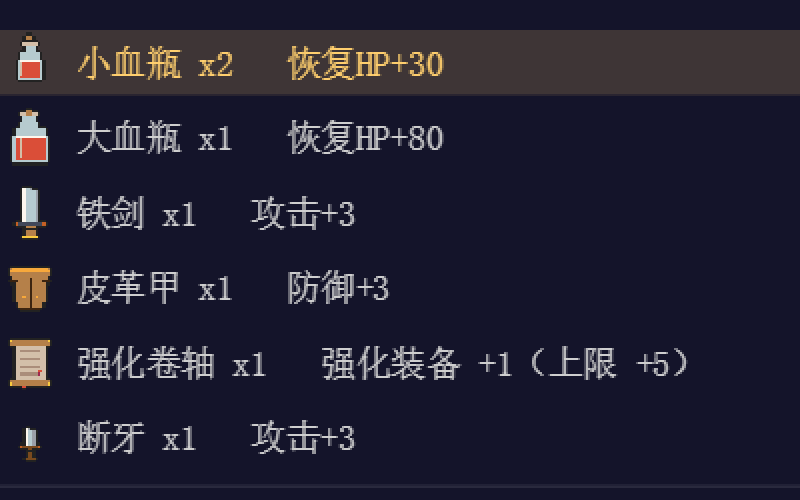 小血瓶 x2 恢复HP+30
大血瓶 x1 恢复HP+80
铁剑 x1 攻击+3
皮革甲 x1 防御+3
强化卷轴 x1 强化装备 +1（上限 +5）
断牙 x1 攻击+3